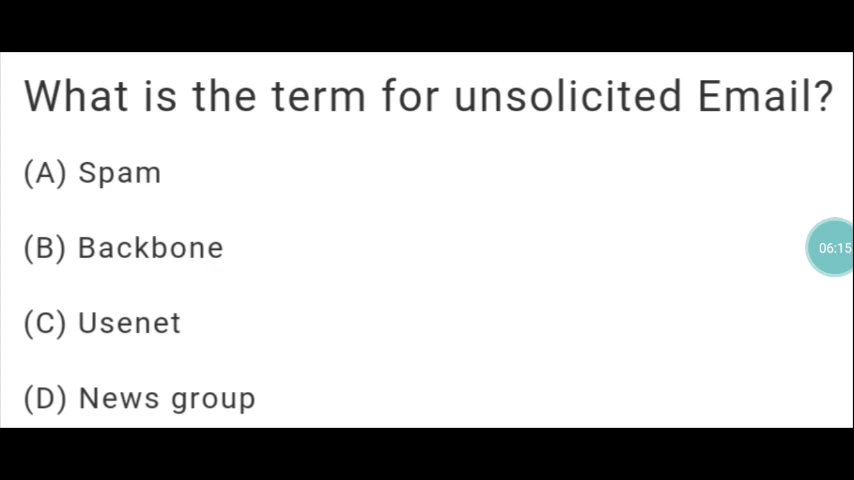 What is the term for unsolicited Email?
(A) Spam
(B) Backbone
06:15
(C) Usenet
(D) News group